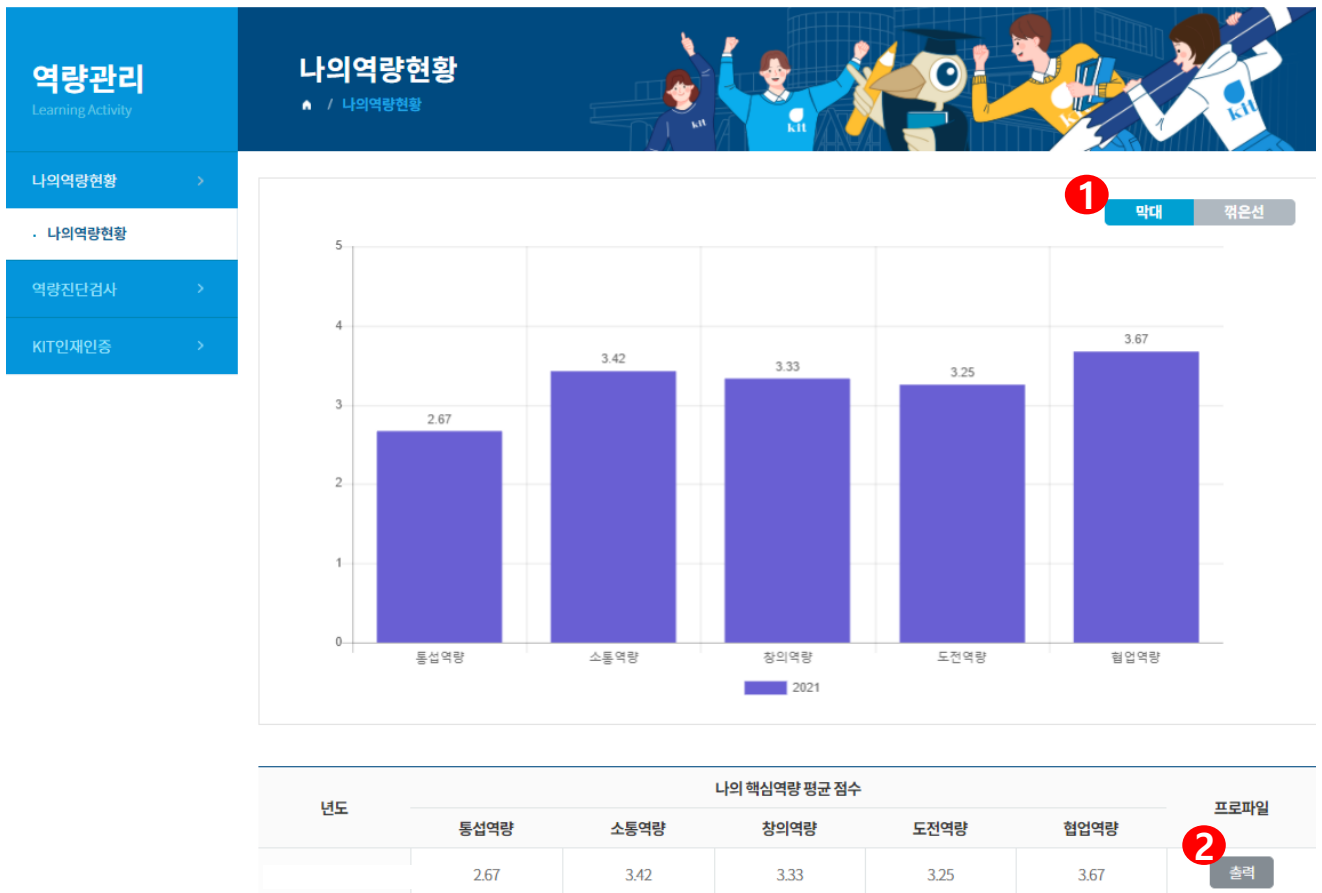 역량관리
Learning Activity
나의역량현황
/ 나의역량현황
kit
kit
kit
나의역량현황 >
· 나의역량현황
역량진단검사 >
KIT인재인증 >
1
막대 꺾은선
5
4
3
2
1
0
2.67
3.42
3.33
3.25
3.67
통섭역량 소통역량 창의역량 도전역량 협업역량
2021
년도 나의 핵심역량 평균 점수 프로파일
통섭역량 소통역량 창의역량 도전역량 협업역량
2
2.67 3.42 3.33 3.25 3.67 출력